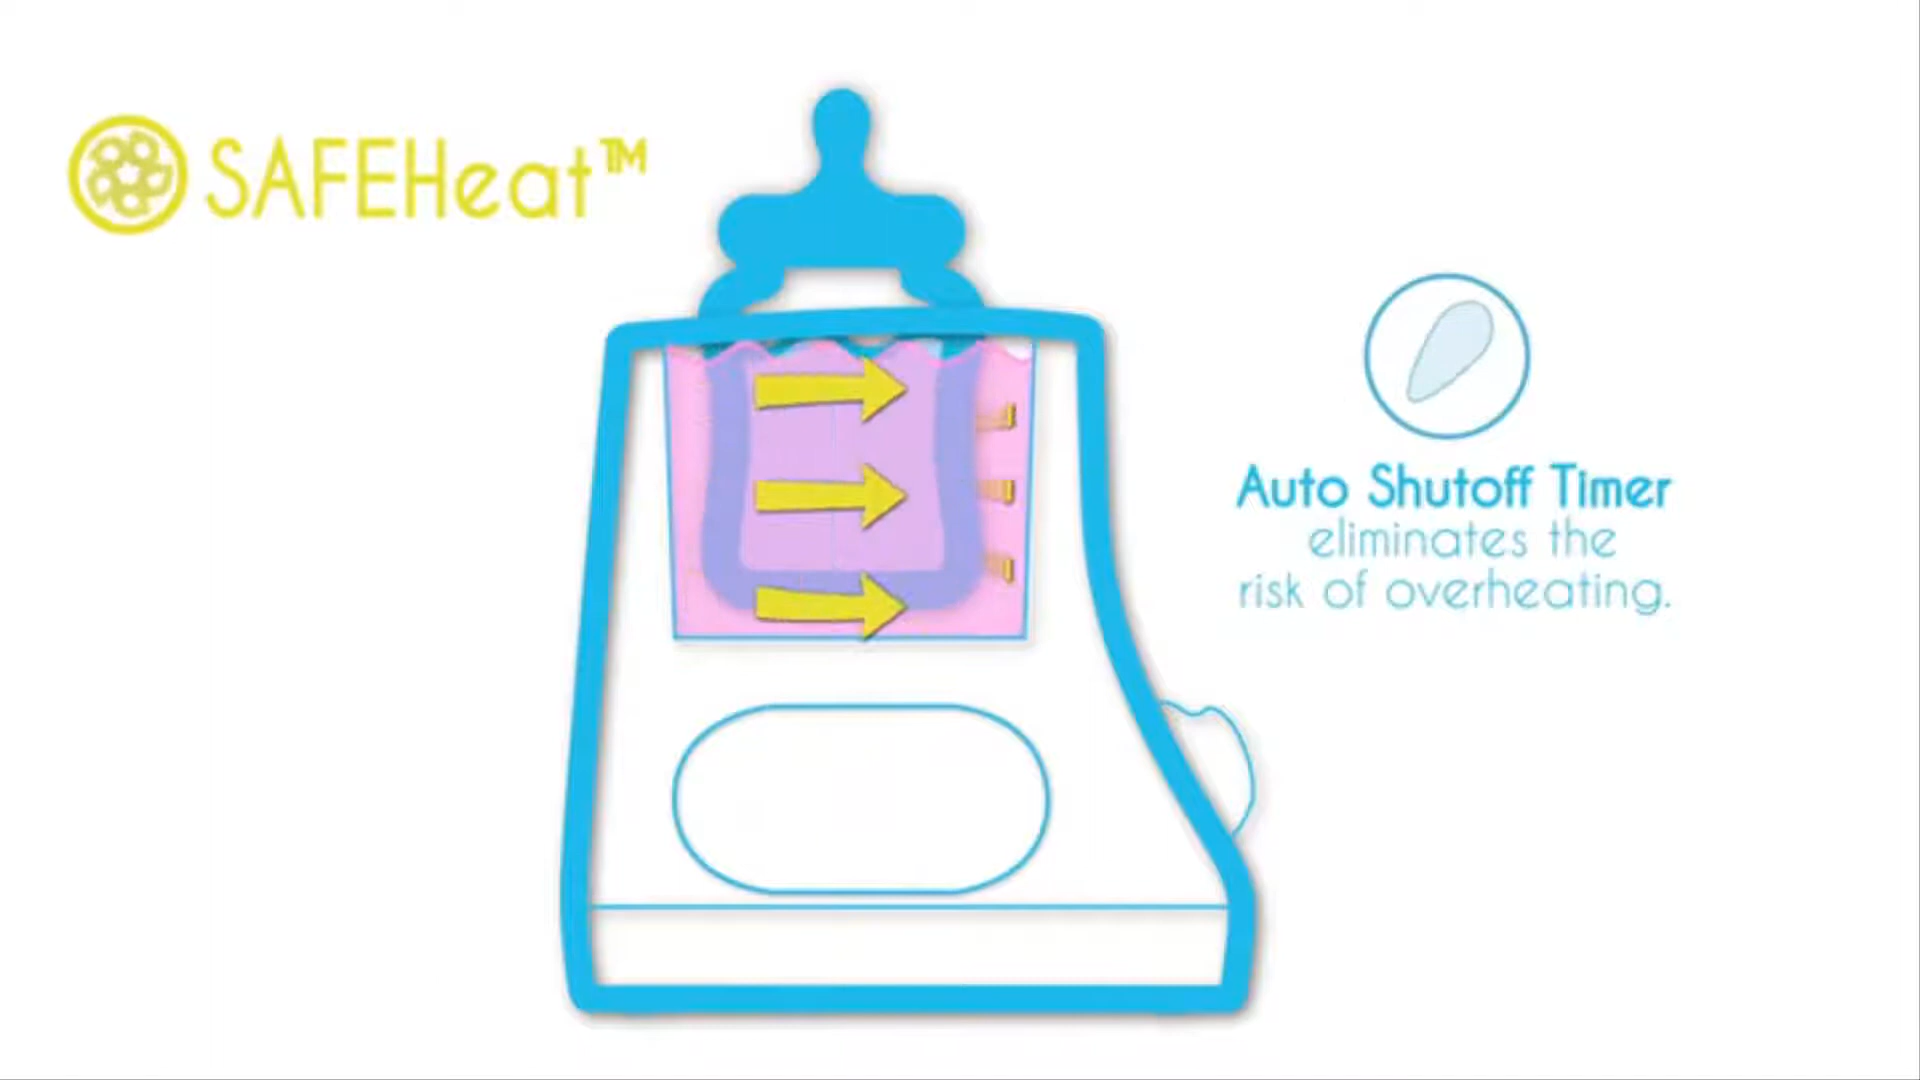 SAFEHeat™
Auto Shutoff Timer
eliminates the
risk of overheating.